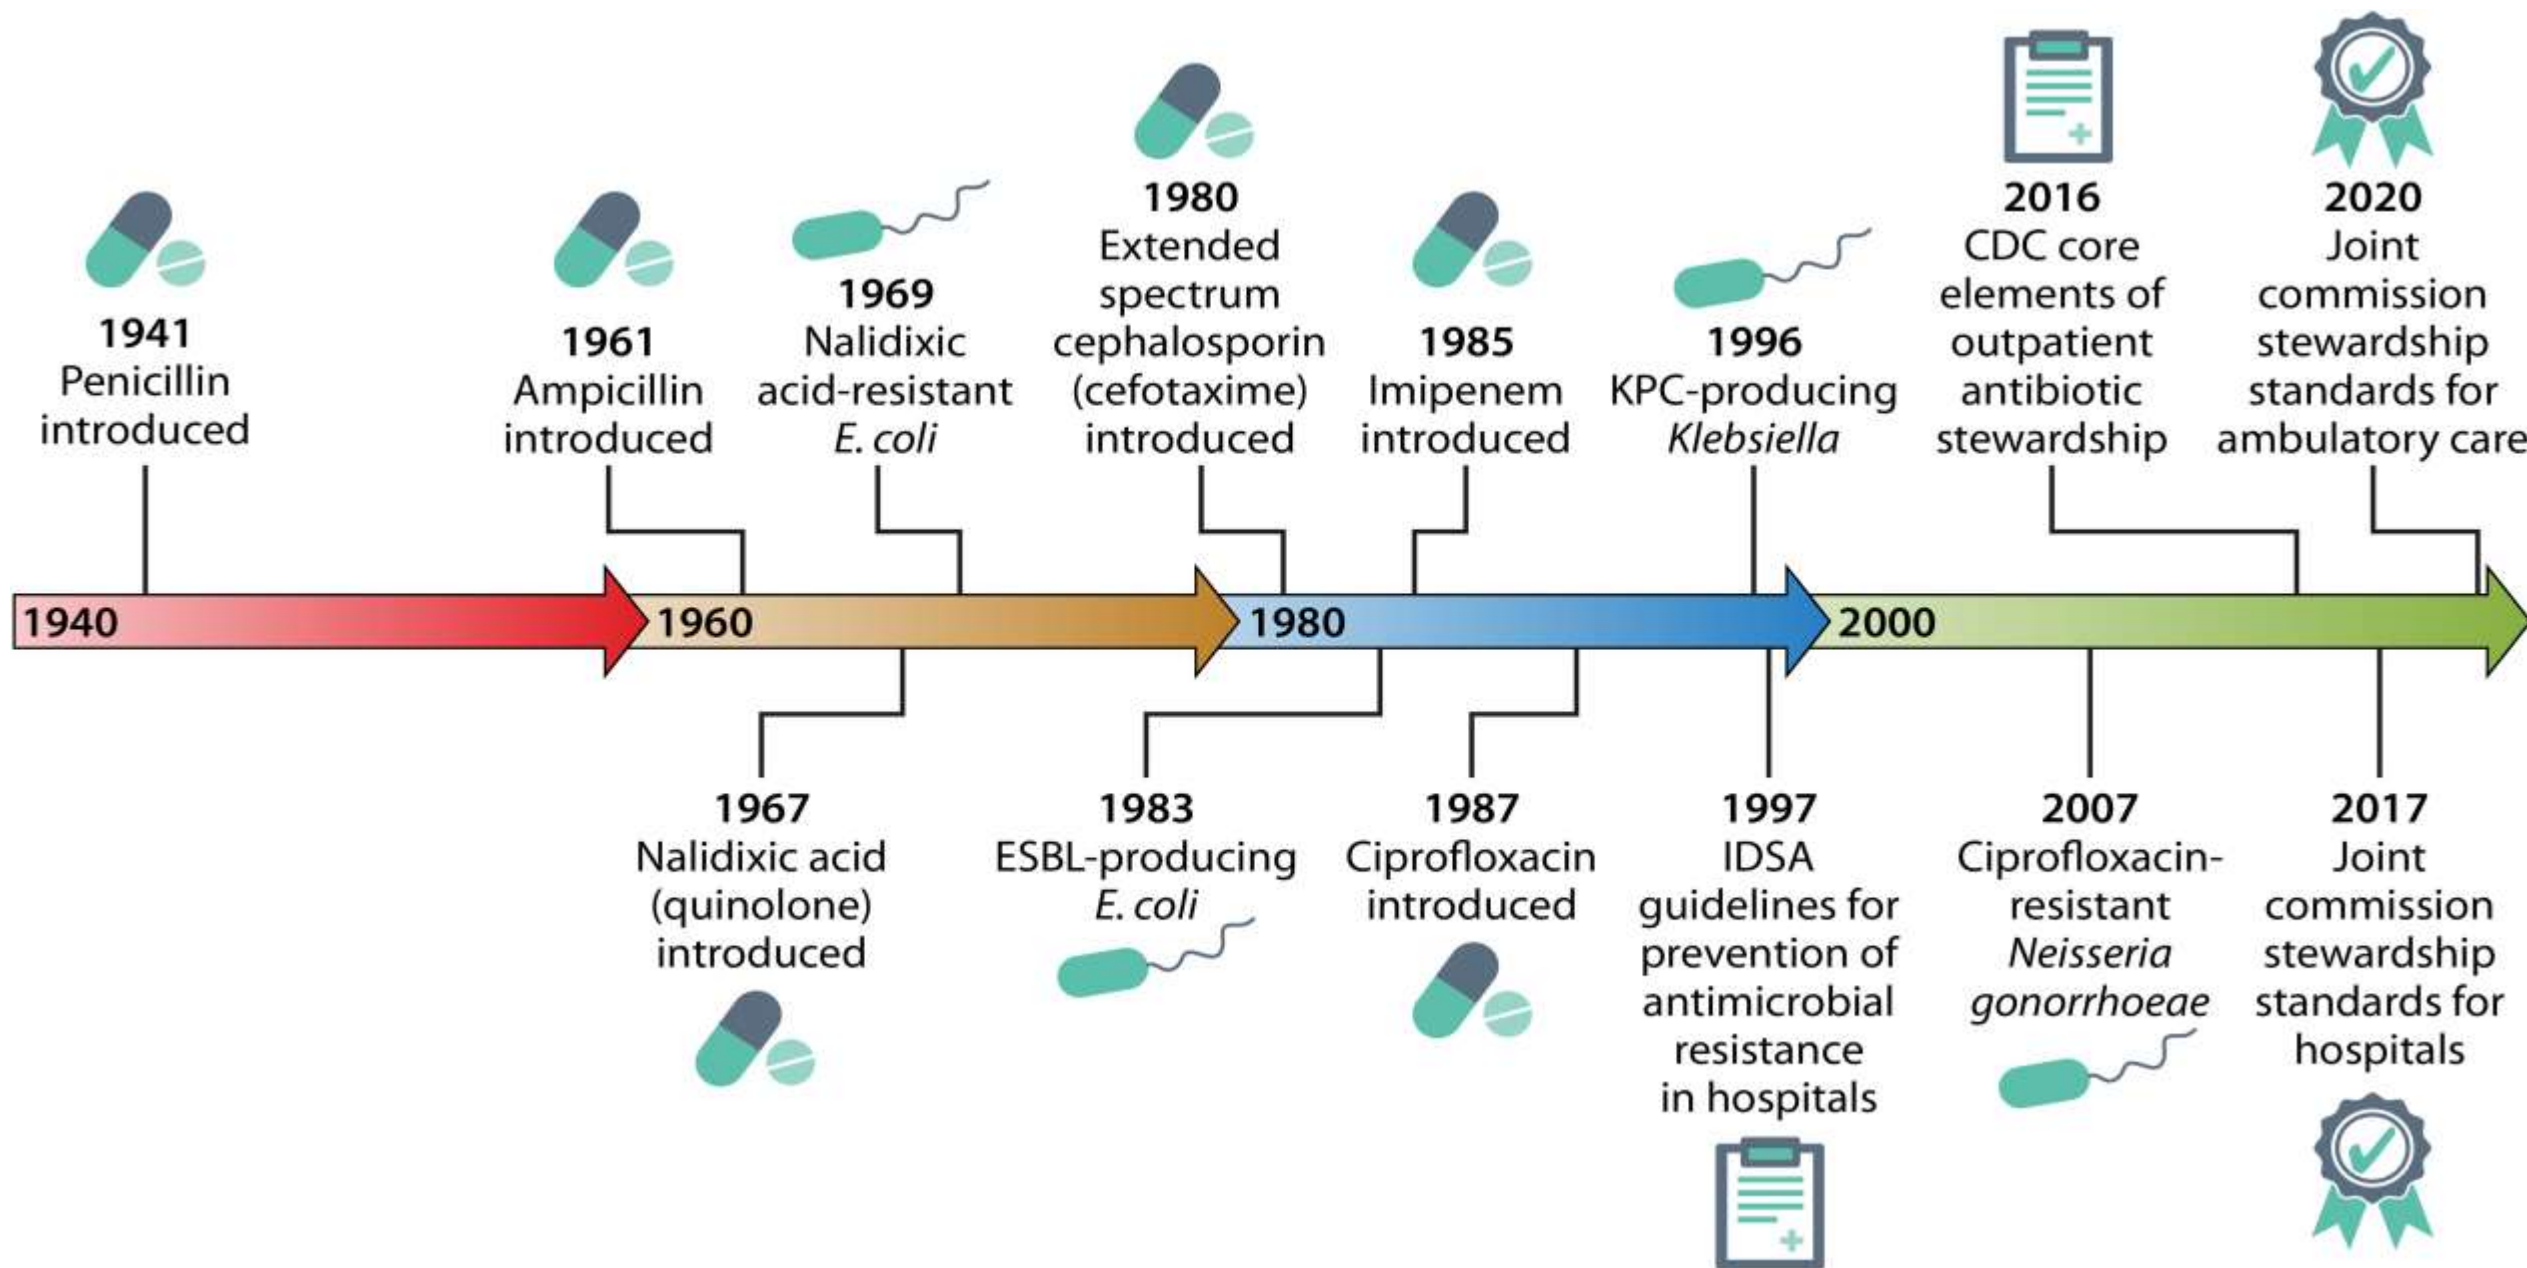 1941
Penicillin
introduced
1961
Ampicillin
introduced
1969
Nalidixic
acid-resistant
E. coli
1980
Extended
spectrum
cephalosporin
(cefotaxime)
introduced
1985
Imipenem
introduced
1996
KPC-producing
Klebsiella
2016
CDC core
elements of
outpatient
antibiotic
stewardship
2020
Joint
commission
stewardship
standards for
ambulatory care
1940
1960
1980
2000
1967
Nalidixic acid
(quinolone)
introduced
1983
ESBL-producing
E. coli
1987
Ciprofloxacin
introduced
1997
IDSA
guidelines for
prevention of
antimicrobial
resistance
in hospitals
2007
Ciprofloxacin-
resistant
Neisseria
gonorrhoeae
2017
Joint
commission
stewardship
standards for
hospitals